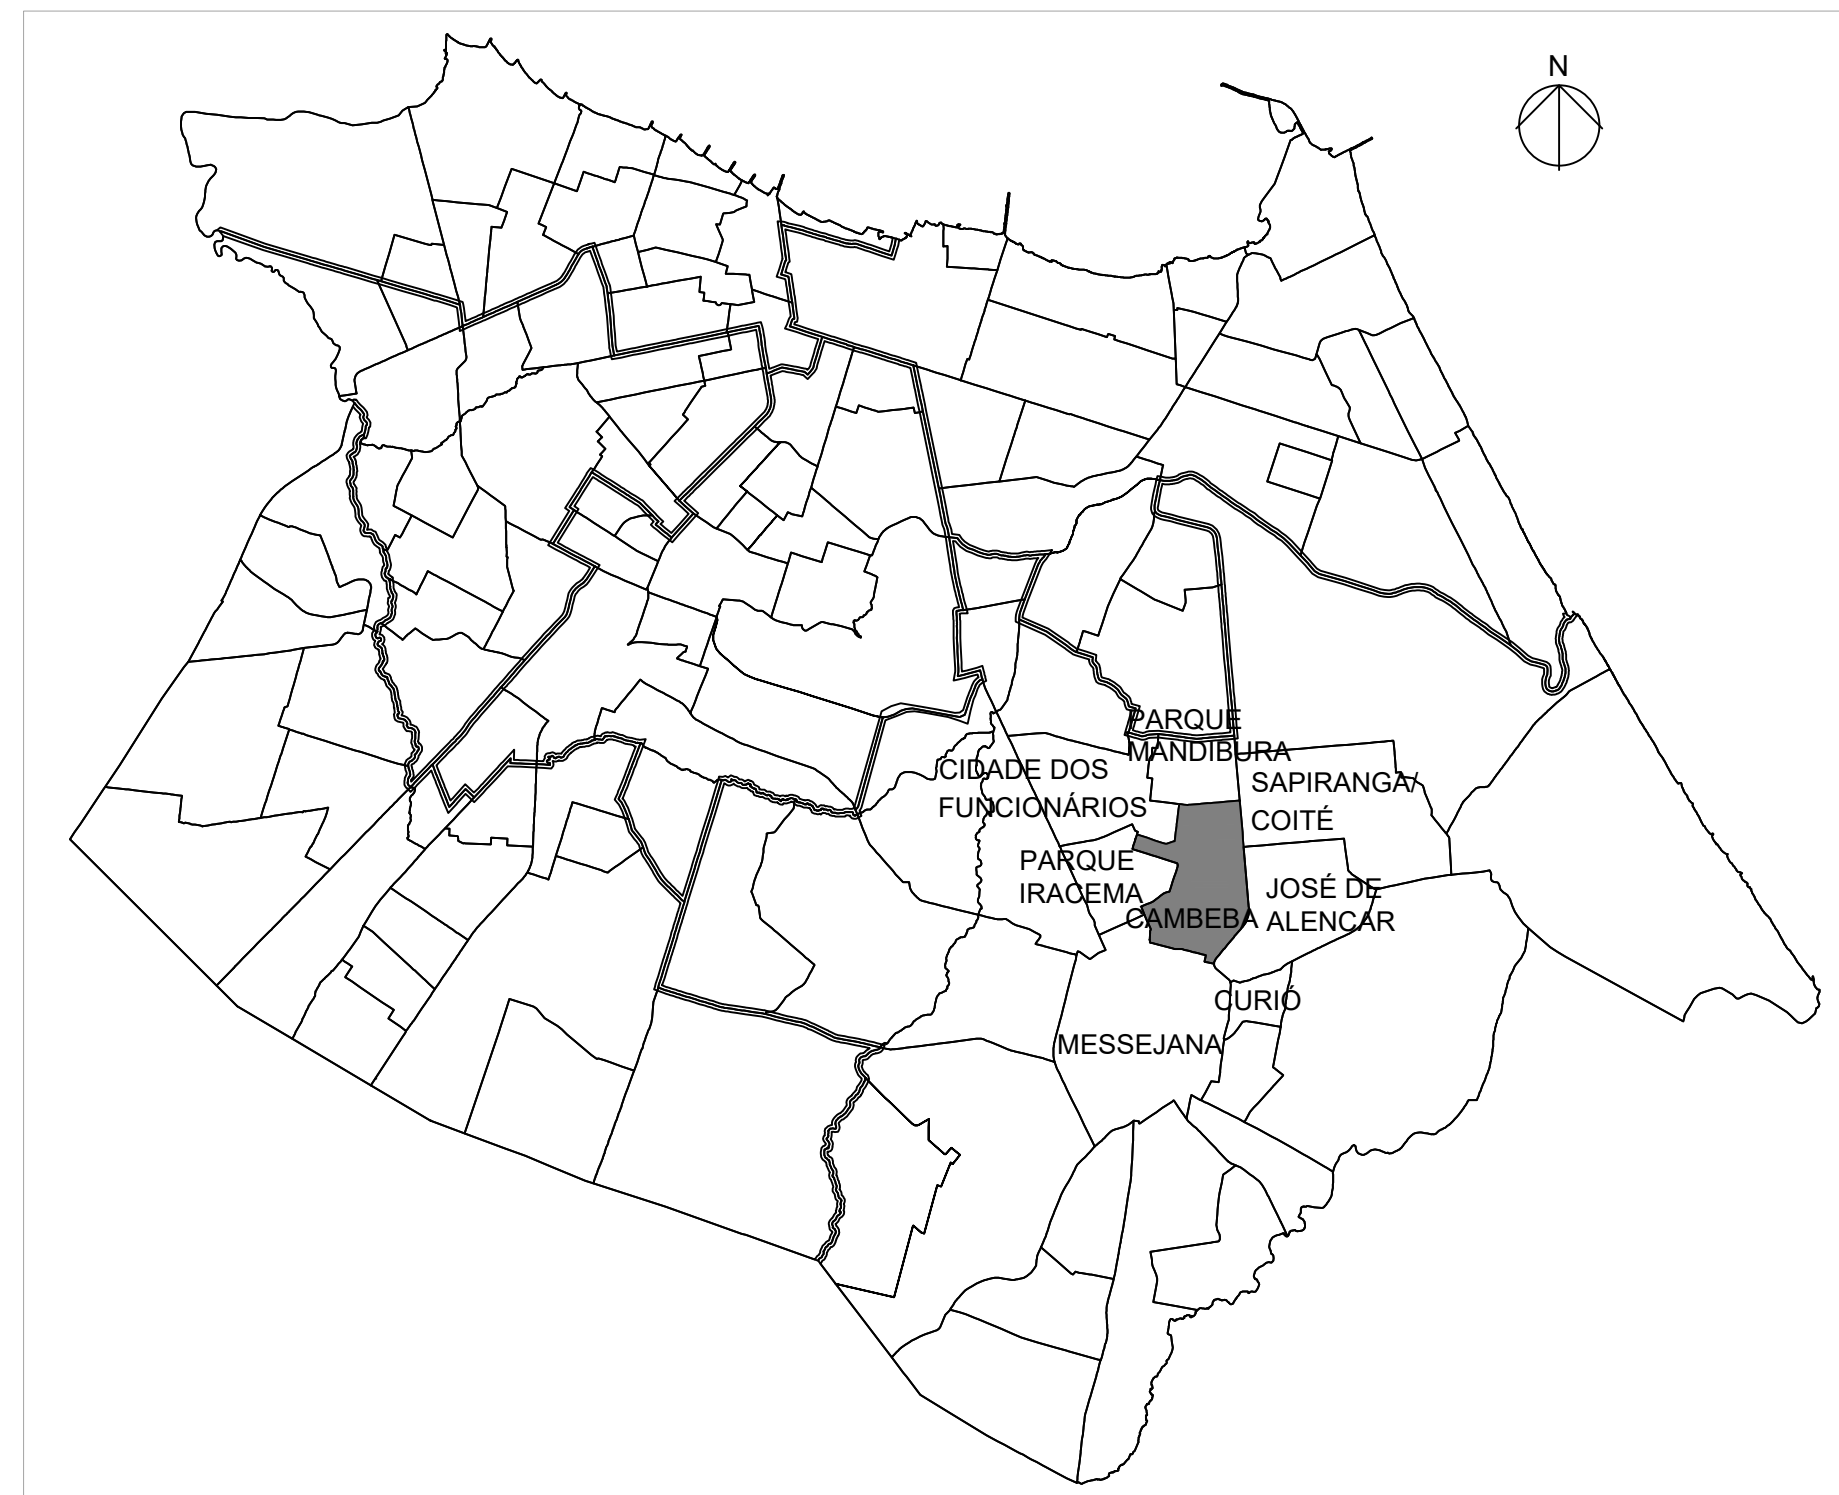 N
PARQUE
MANDIBURA
CIDADE DOS
FUNCIONÁRIOS
SAPIRANGA/
COITÉ
PARQUE
IRACEMA
JOSÉ DE
ALENCAR
CAMBEBA
CURIÓ
MESSEJANA